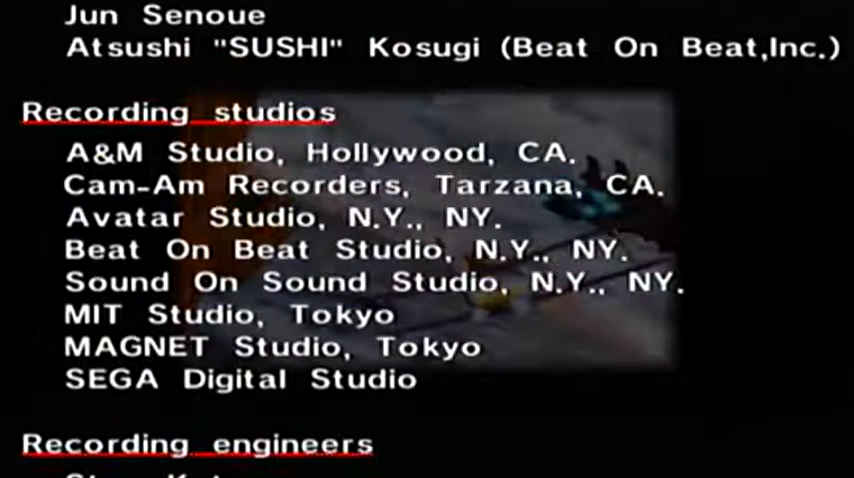 Jun Senoue
Atsushi "SUSHI" Kosugi (Beat On Beat,Inc.)
Recording studios
A&M Studio, Hollywood, CA.
Cam-Am Recorders, Tarzana, CA.
Avatar Studio, N.Y., NY.
Beat On Beat Studio, N.Y., NY.
Sound On Sound Studio, N.Y., NY.
MIT Studio, Tokyo
MAGNET Studio, Tokyo
SEGA Digital Studio
Recording engineers